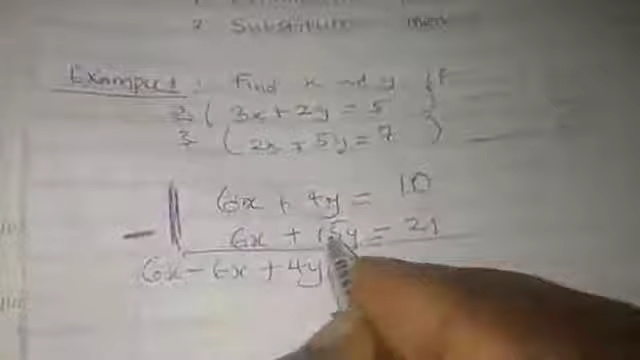 2 Substitution
Example 1: Find x and y if
2 ( 3x + 2y = 5 )
3 ( 2x + 5y = 7 )
6x + 4y = 10
- 6x + 15y = 21
6x - 6x + 4y